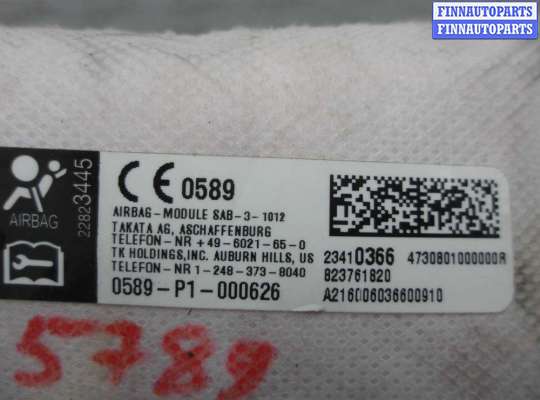 FINNAUTOPARTS
FINNAUTOPARTS
AIRBAG
22823445
CE 0589
AIRBAG-MODULE SAB-3-1012
TAKATA AG, ASCHAFFENBURG
TELEFON-NR +49-6021-65-0
TK HOLDINGS,INC. AUBURN HILLS, US
TELEFON-NR 1-248-373-8040
0589-P1-000626
23410366 4730801000000R
823761820
A216006036600910
5789